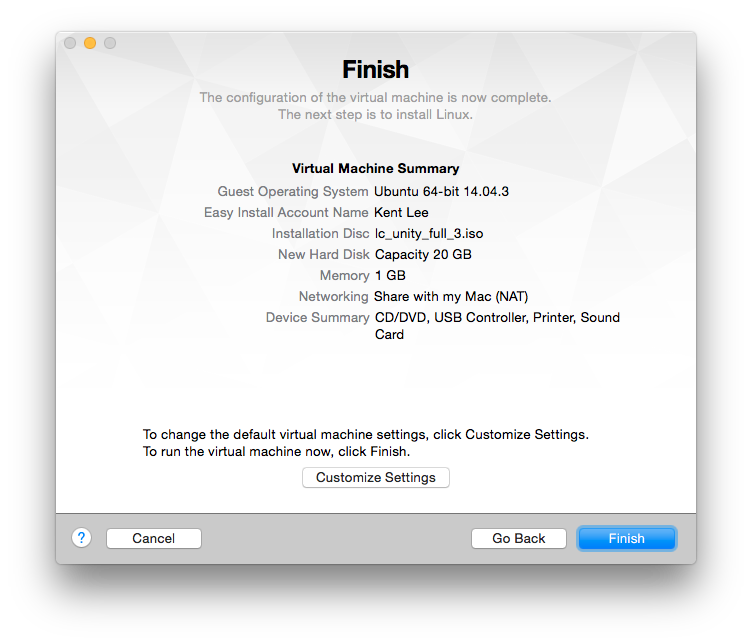 Finish
The configuration of the virtual machine is now complete.
The next step is to install Linux.
Virtual Machine Summary
Guest Operating System Ubuntu 64-bit 14.04.3
Easy Install Account Name Kent Lee
Installation Disc lc_unity_full_3.iso
New Hard Disk Capacity 20 GB
Memory 1 GB
Networking Share with my Mac (NAT)
Device Summary CD/DVD, USB Controller, Printer, Sound
Card
To change the default virtual machine settings, click Customize Settings.
To run the virtual machine now, click Finish.
Customize Settings
? Cancel Go Back Finish